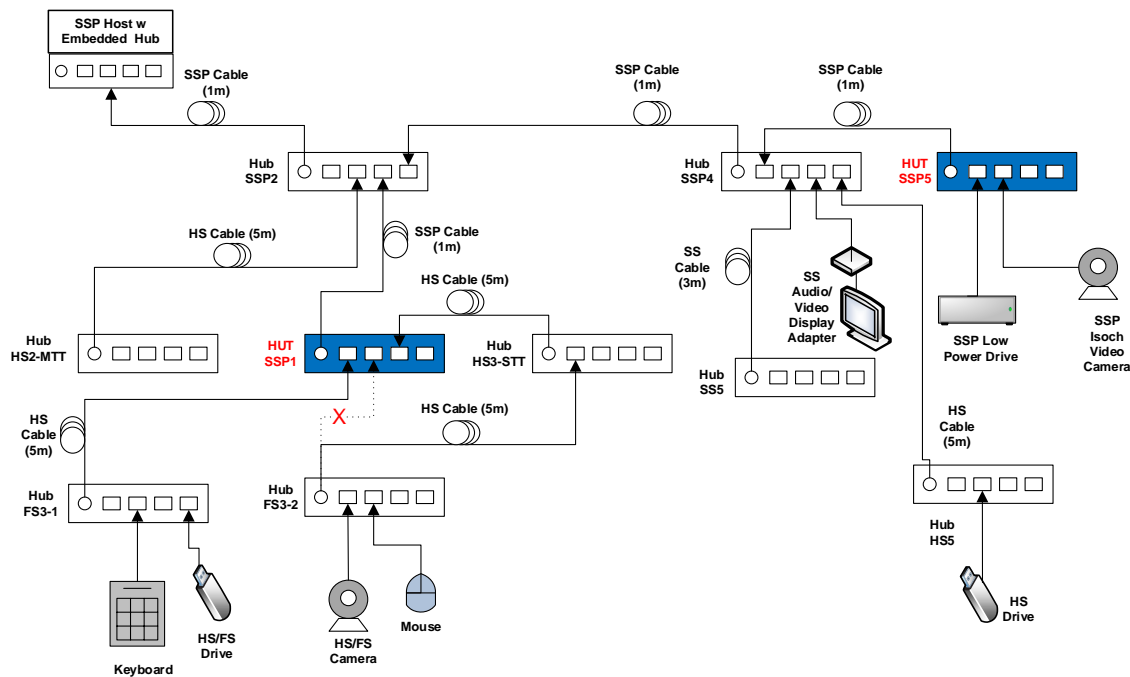 SSP Host w
Embedded Hub
SSP Cable
(1m)
SSP Cable
(1m)
SSP Cable
(1m)
Hub
SSP2
Hub
SSP4
HUT
SSP5
HS Cable (5m)
SSP Cable
(1m)
HS Cable (5m)
SS
Cable
(3m)
SS
Audio/
Video
Display
Adapter
SSP Low
Power Drive
SSP
Isoch
Video
Camera
Hub
HS2-MTT
HUT
SSP1
Hub
HS3-STT
Hub
SS5
HS
Cable
(5m)
X
HS Cable (5m)
HS
Cable
(5m)
Hub
FS3-1
Hub
FS3-2
Hub
HS5
Keyboard
HS/FS
Drive
HS/FS
Camera
Mouse
HS
Drive